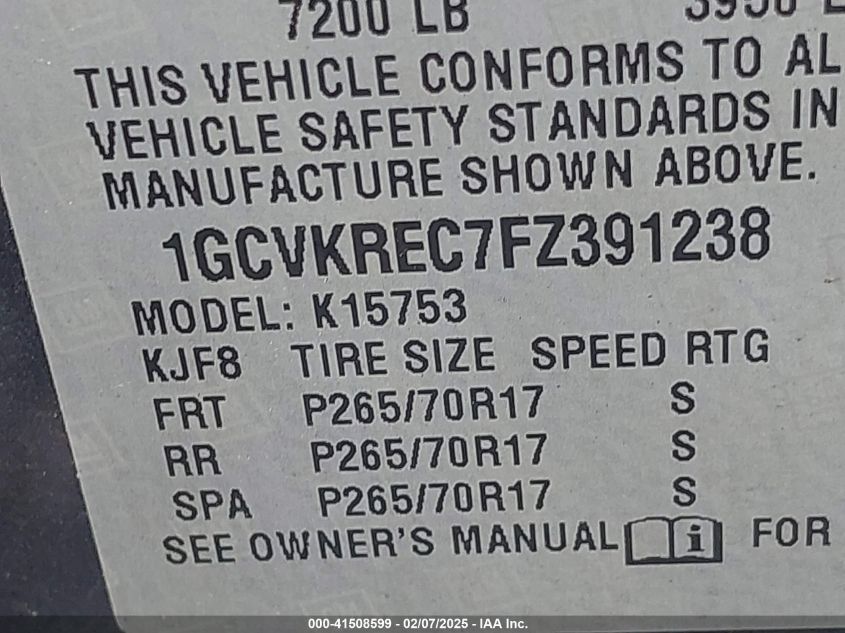 7200 LB 3950
THIS VEHICLE CONFORMS TO AL
VEHICLE SAFETY STANDARDS IN
MANUFACTURE SHOWN ABOVE.
1GCVKREC7FZ391238
MODEL: K15753
KJF8 TIRE SIZE SPEED RTG
FRT P265/70R17 S
RR P265/70R17 S
SPA P265/70R17 S
SEE OWNER'S MANUAL i FOR
000-41508599 — 02/07/2025 — IAA Inc.